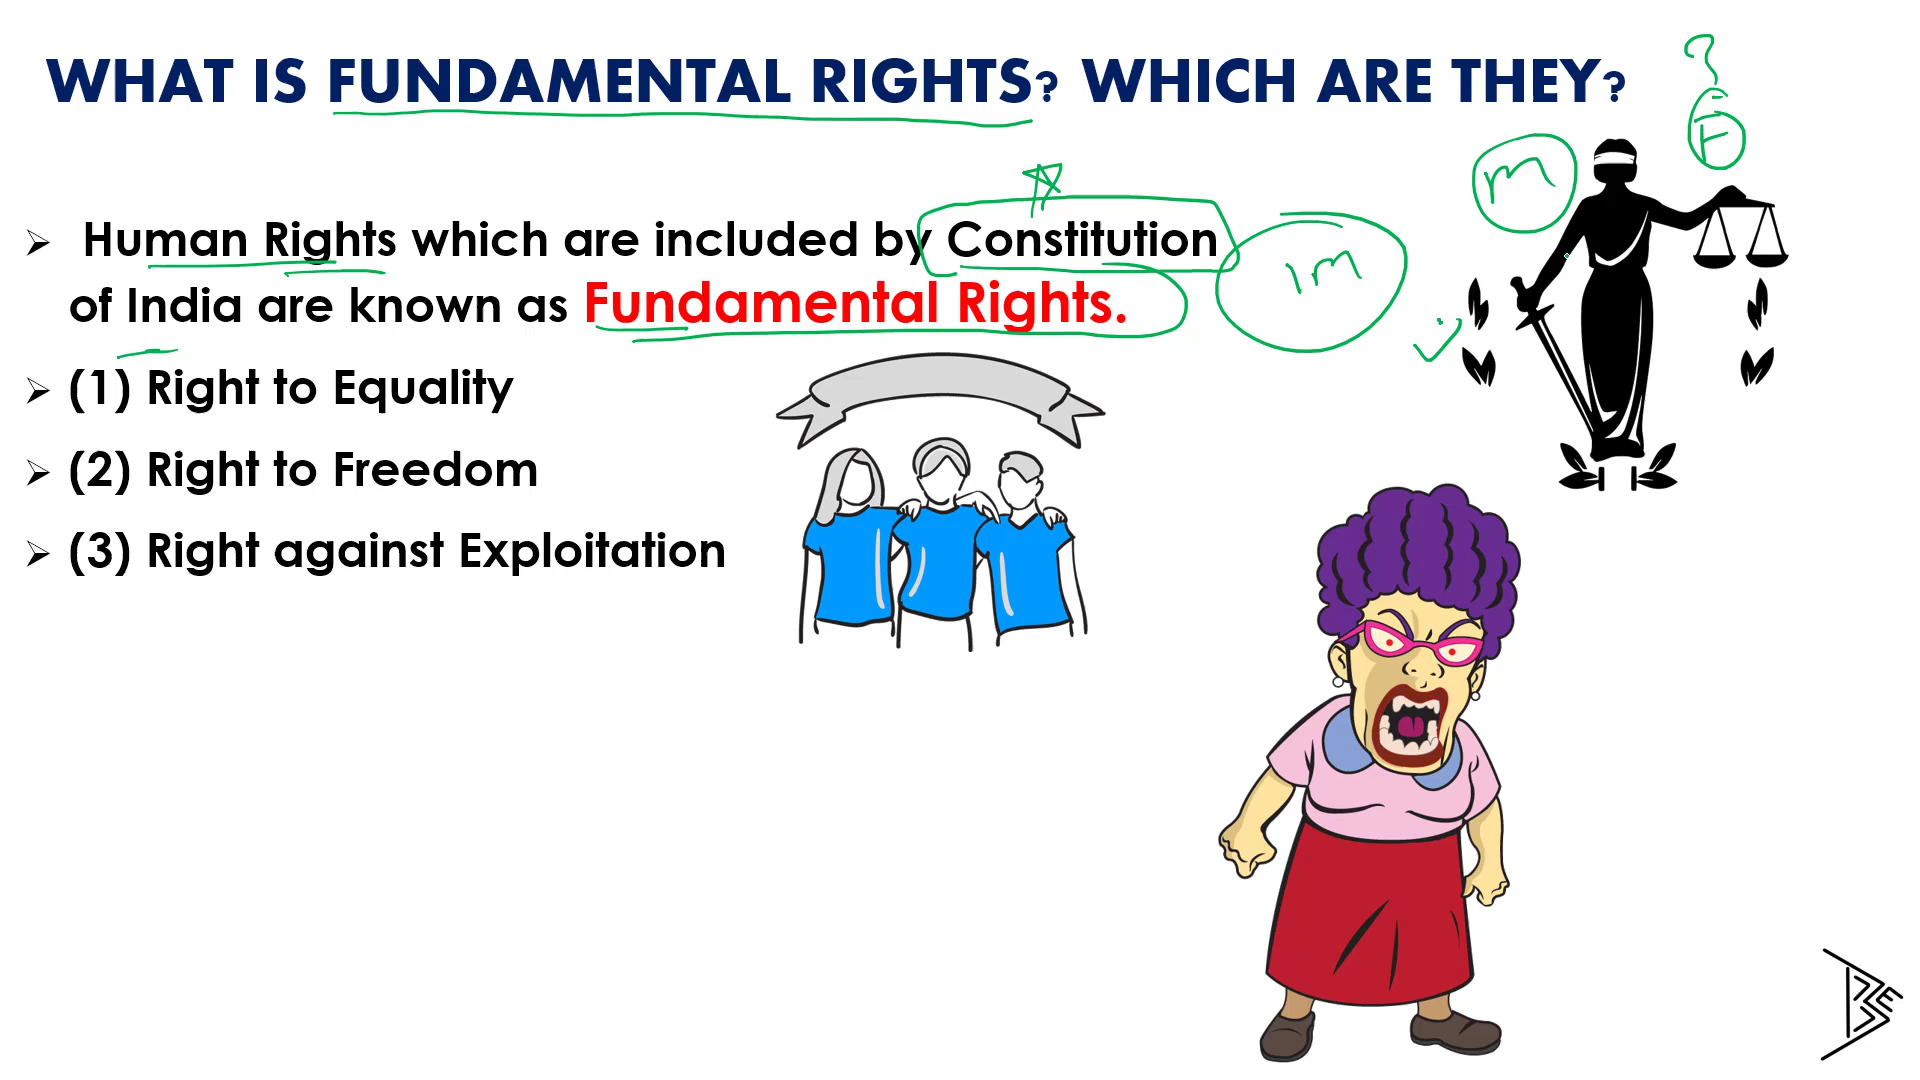 WHAT IS FUNDAMENTAL RIGHTS? WHICH ARE THEY?
?
F
m
➢ Human Rights which are included by Constitution
of India are known as Fundamental Rights.
1m
➢ (1) Right to Equality
➢ (2) Right to Freedom
➢ (3) Right against Exploitation